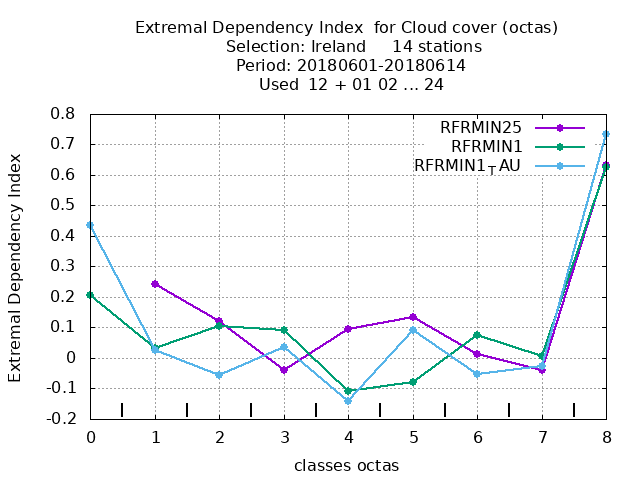 Extremal Dependency Index  for Cloud cover (octas)
Selection: Ireland     14 stations
Period: 20180601-20180614
Used  12 + 01 02 ... 24
RFRMIN25
RFRMIN1
RFRMIN1TAU
Extremal Dependency Index
0.8
0.7
0.6
0.5
0.4
0.3
0.2
0.1
0
-0.1
-0.2
0 1 2 3 4 5 6 7 8
classes octas